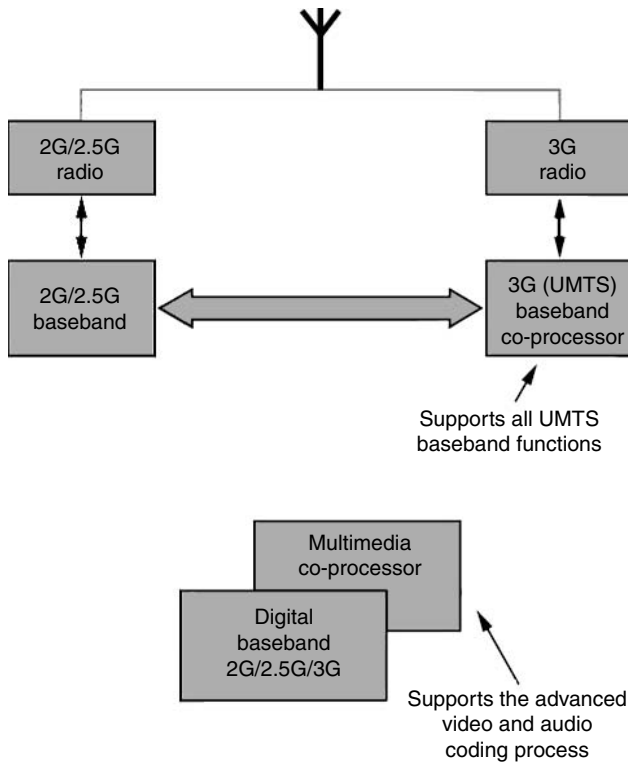 2G/2.5G
radio
3G
radio
2G/2.5G
baseband
3G (UMTS)
baseband
co-processor
Supports all UMTS
baseband functions
Multimedia
co-processor
Digital
baseband
2G/2.5G/3G
Supports the advanced
video and audio
coding process